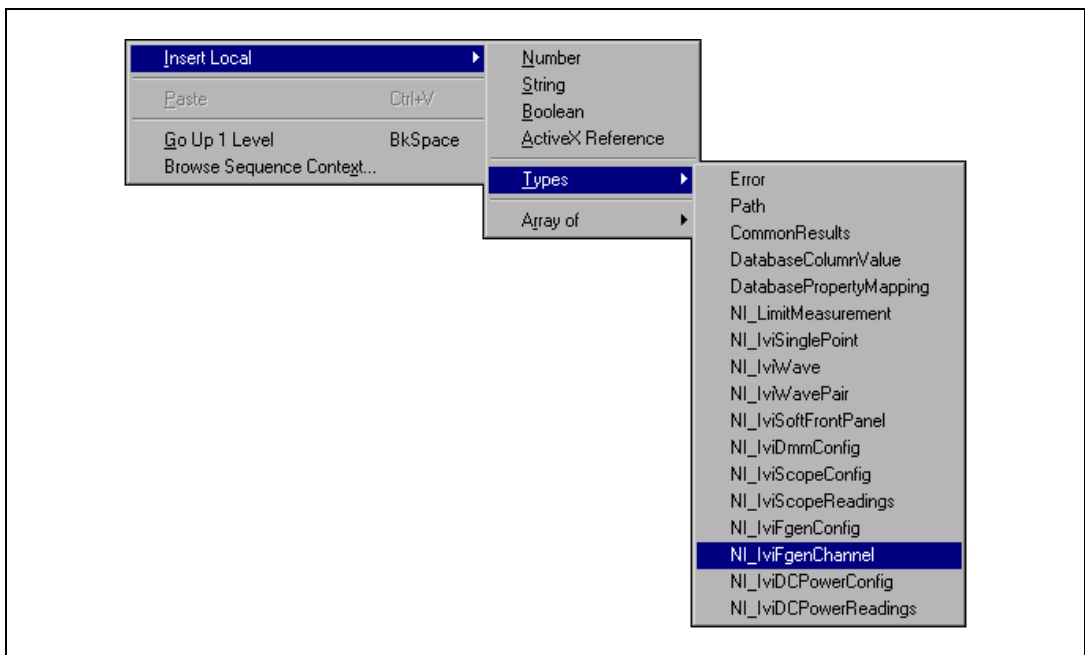 Insert Local
Paste Ctrl+V
Go Up 1 Level BkSpace
Browse Sequence Context...
Number
String
Boolean
ActiveX Reference
Types
Array of
Error
Path
CommonResults
DatabaseColumnValue
DatabasePropertyMapping
NI_LimitMeasurement
NI_IviSinglePoint
NI_IviWave
NI_IviWavePair
NI_IviSoftFrontPanel
NI_IviDmmConfig
NI_IviScopeConfig
NI_IviScopeReadings
NI_IviFgenConfig
NI_IviFgenChannel
NI_IviDCPowerConfig
NI_IviDCPowerReadings